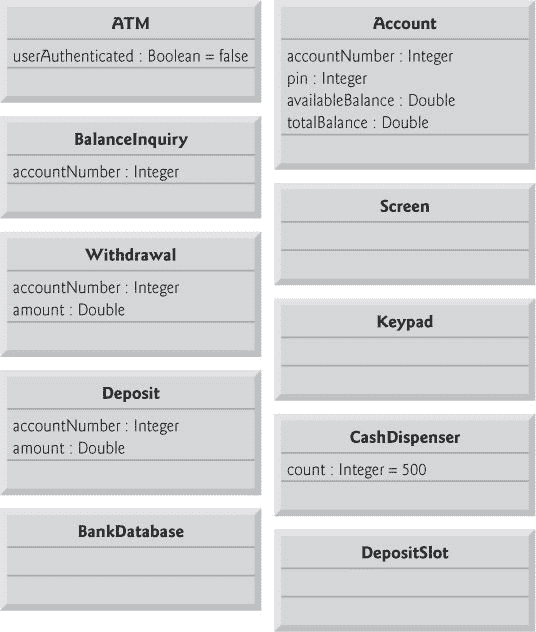 ATM
userAuthenticated : Boolean = false
BalanceInquiry
accountNumber : Integer
Withdrawal
accountNumber : Integer
amount : Double
Deposit
accountNumber : Integer
amount : Double
BankDatabase
Account
accountNumber : Integer
pin : Integer
availableBalance : Double
totalBalance : Double
Screen
Keypad
CashDispenser
count : Integer = 500
DepositSlot